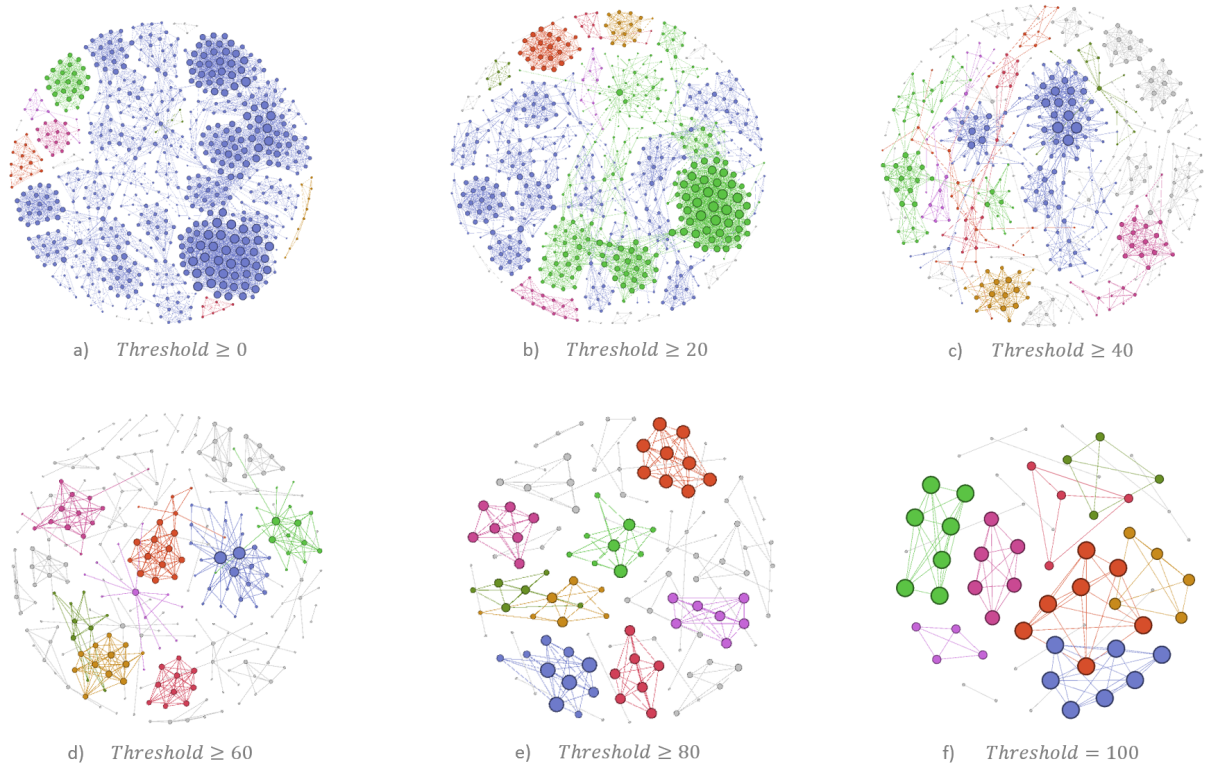 a) Threshold ≥ 0
b) Threshold ≥ 20
c) Threshold ≥ 40
d) Threshold ≥ 60
e) Threshold ≥ 80
f) Threshold = 100